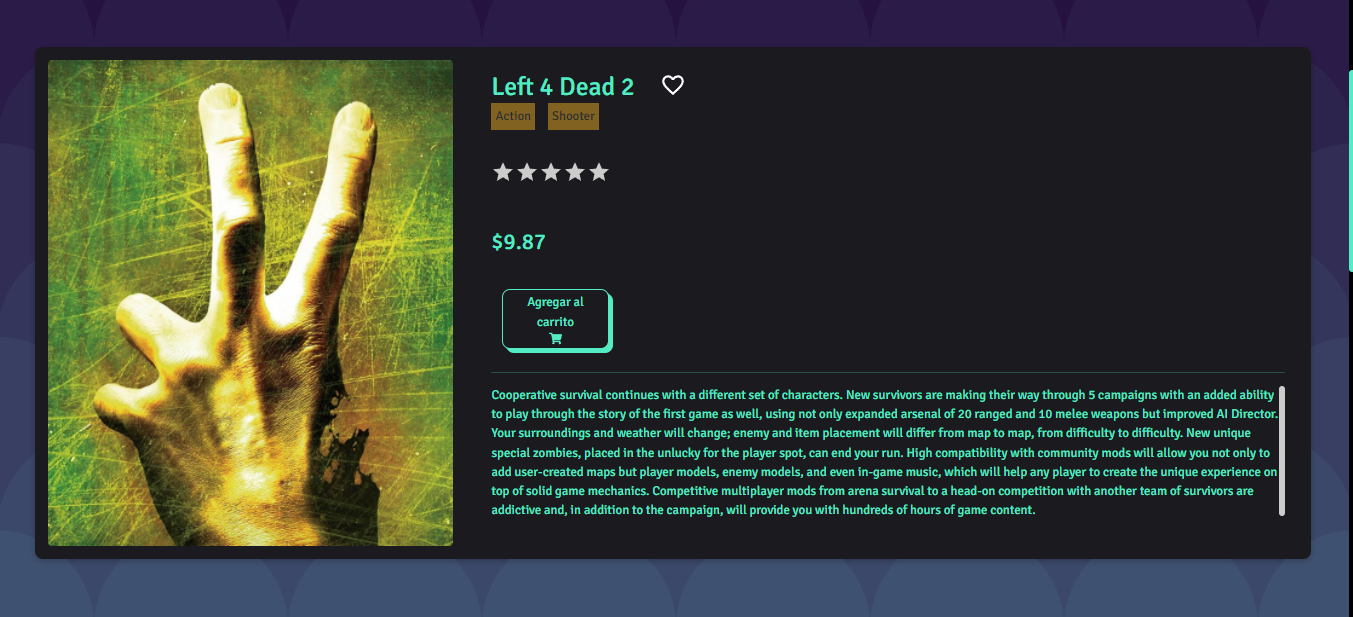 Left 4 Dead 2
Action Shooter
$9.87
Agregar al
carrito
Cooperative survival continues with a different set of characters. New survivors are making their way through 5 campaigns with an added ability
to play through the story of the first game as well, using not only expanded arsenal of 20 ranged and 10 melee weapons but improved AI Director.
Your surroundings and weather will change; enemy and item placement will differ from map to map, from difficulty to difficulty. New unique
special zombies, placed in the unlucky for the player spot, can end your run. High compatibility with community mods will allow you not only to
add user-created maps but player models, enemy models, and even in-game music, which will help any player to create the unique experience on
top of solid game mechanics. Competitive multiplayer mods from arena survival to a head-on competition with another team of survivors are
addictive and, in addition to the campaign, will provide you with hundreds of hours of game content.